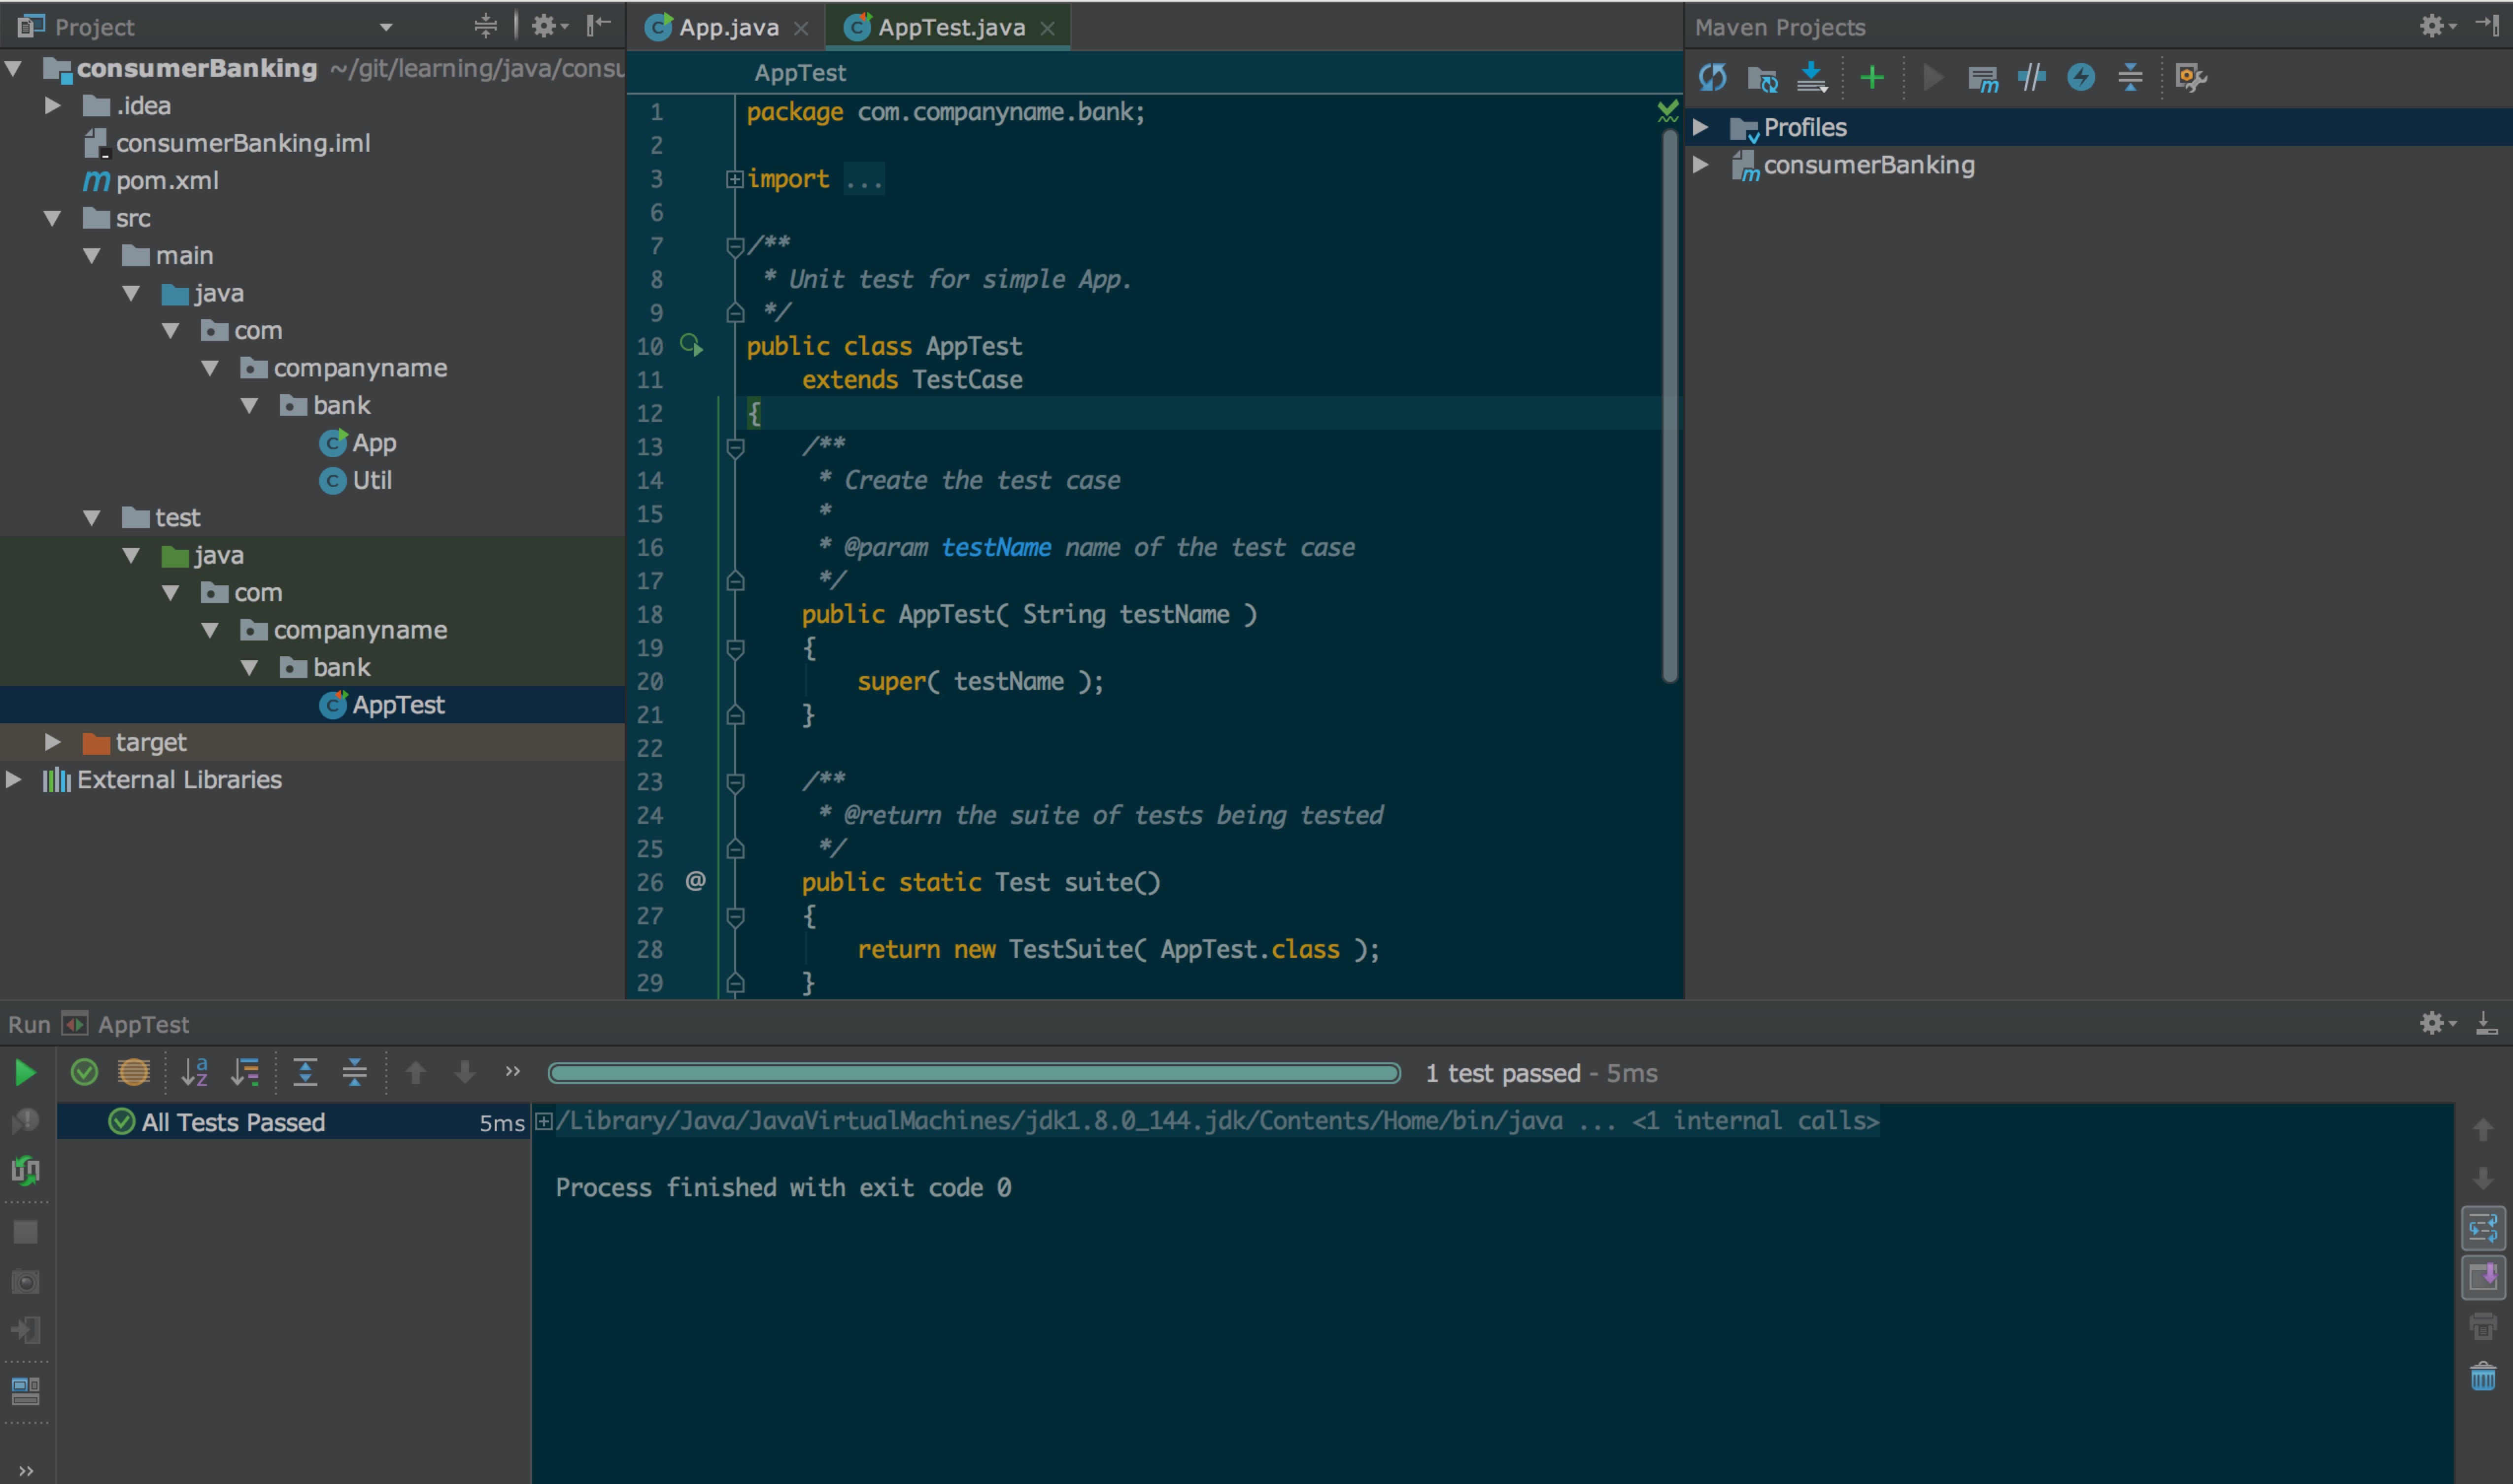 Project
consumerBanking ~/git/learning/java/consu
.idea
consumerBanking.iml
pom.xml
src
main
java
com
companyname
bank
App
Util
test
java
com
companyname
bank
AppTest
target
External Libraries
App.java
AppTest.java
AppTest
1 package com.companyname.bank;
2
3 import ...
6
7 /**
8 * Unit test for simple App.
9 */
10 public class AppTest
11 extends TestCase
12 {
13 /**
14 * Create the test case
15 *
16 * @param testName name of the test case
17 */
18 public AppTest( String testName )
19 {
20 super( testName );
21 }
22
23 /**
24 * @return the suite of tests being tested
25 */
26 @ public static Test suite()
27 {
28 return new TestSuite( AppTest.class );
29 }
Maven Projects
Profiles
consumerBanking
Run AppTest
1 test passed - 5ms
All Tests Passed 5ms
/Library/Java/JavaVirtualMachines/jdk1.8.0_144.jdk/Contents/Home/bin/java ... <1 internal calls>
Process finished with exit code 0